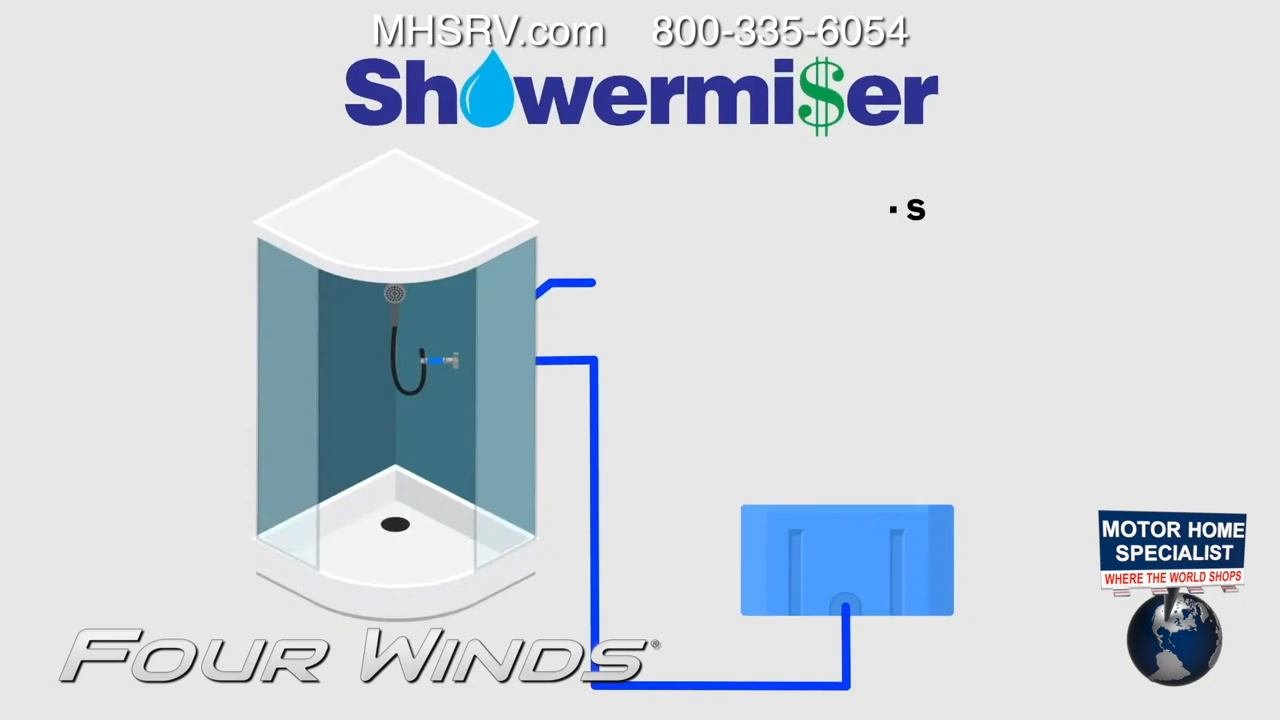 MHSRV.com 800-335-6054
Showermi$er
· s
MOTOR HOME
SPECIALIST
WHERE THE WORLD SHOPS
FOUR WINDS®